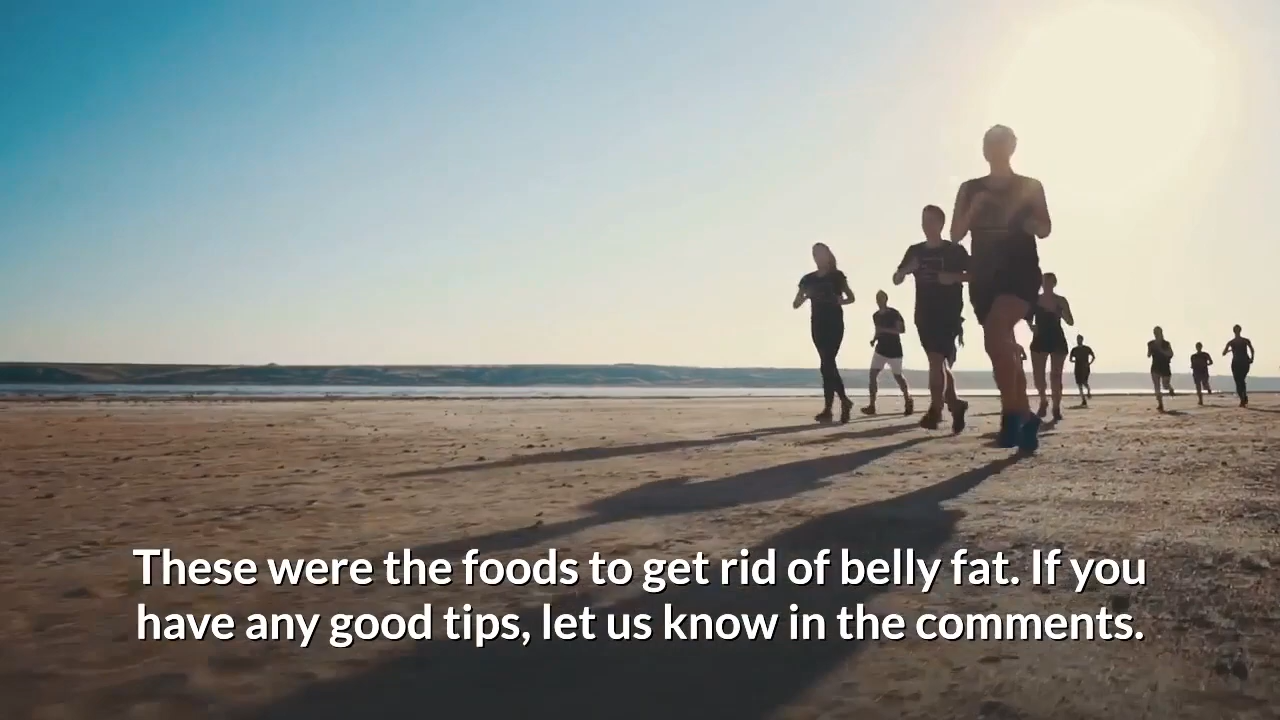 These were the foods to get rid of belly fat. If you
have any good tips, let us know in the comments.